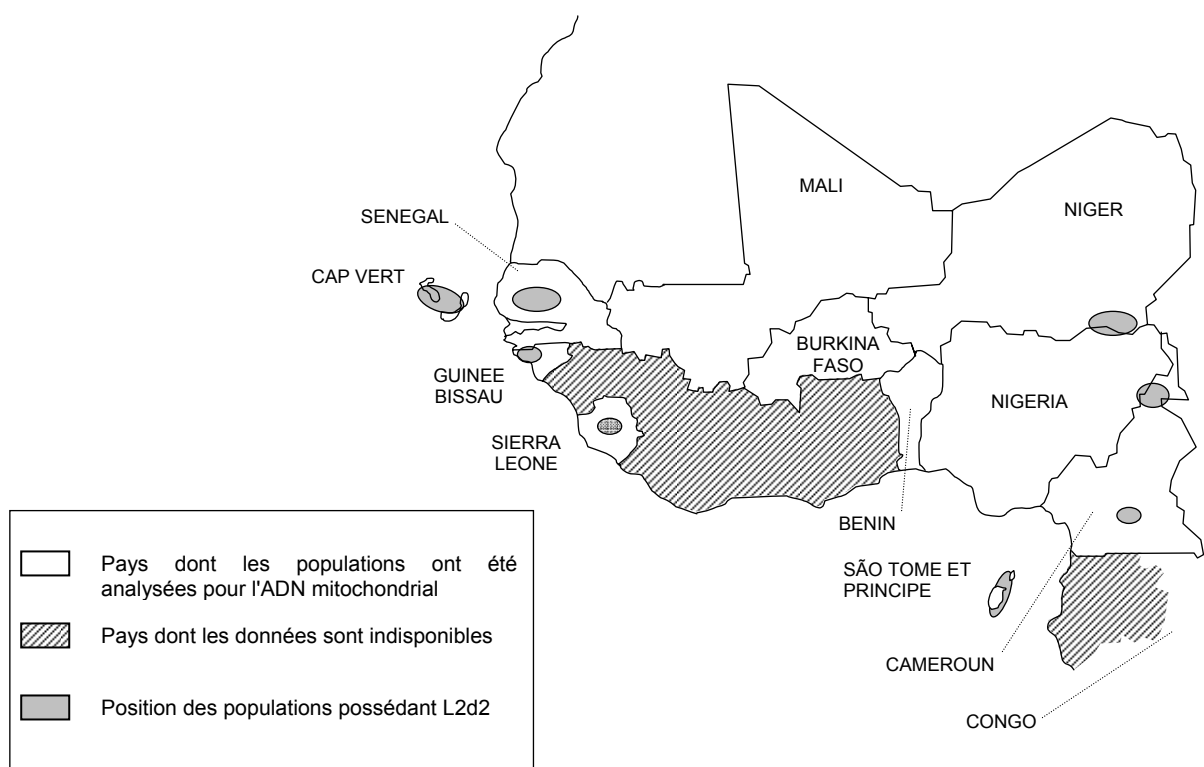 MALI
NIGER
SENEGAL
CAP VERT
BURKINA
FASO
GUINEE
BISSAU
NIGERIA
SIERRA
LEONE
BENIN
SÃO TOME ET
PRINCIPE
CAMEROUN
CONGO
Pays dont les populations ont été
analysées pour l'ADN mitochondrial
Pays dont les données sont indisponibles
Position des populations possédant L2d2